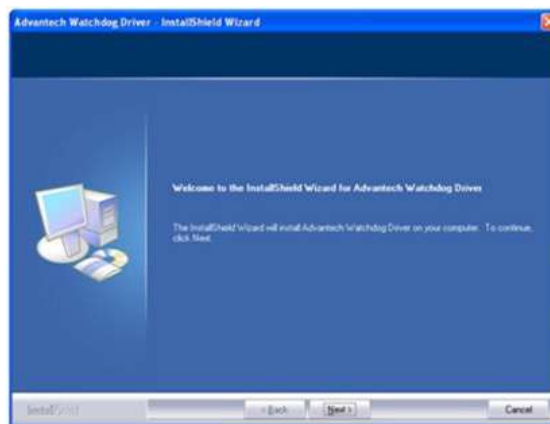 Advantech Watchdog Driver - InstallShield Wizard
Welcome to the InstallShield Wizard for Advantech Watchdog Driver
The InstallShield Wizard will install Advantech Watchdog Driver on your computer. To continue,
click Next.
InstallShield
< Back
Next >
Cancel